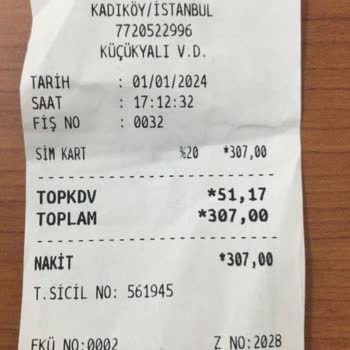 KADIKÖY/İSTANBUL
7720522996
KÜÇÜKYALI V.D.
TARİH : 01/01/2024
SAAT : 17:12:32
FİŞ NO : 0032
SİM KART %20 *307,00
TOPKDV *51,17
TOPLAM *307,00
NAKİT *307,00
T.SİCİL NO: 561945
EKÜ NO:0002 Z NO:2028